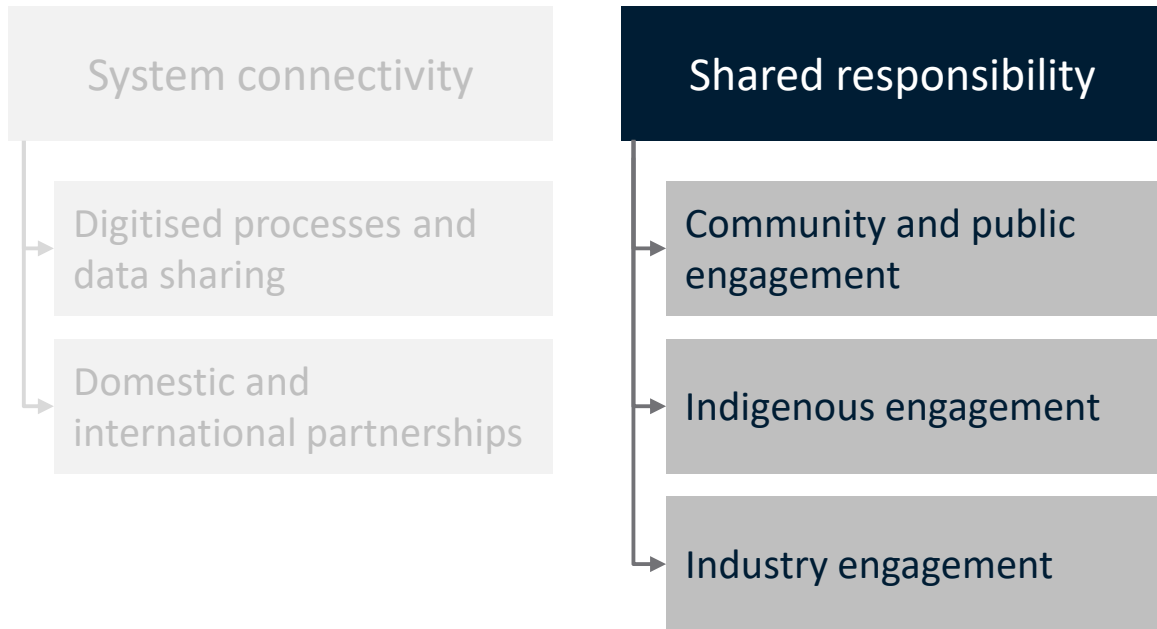 System connectivity
Digitised processes and
data sharing
Domestic and
international partnerships
Shared responsibility
Community and public
engagement
Indigenous engagement
Industry engagement